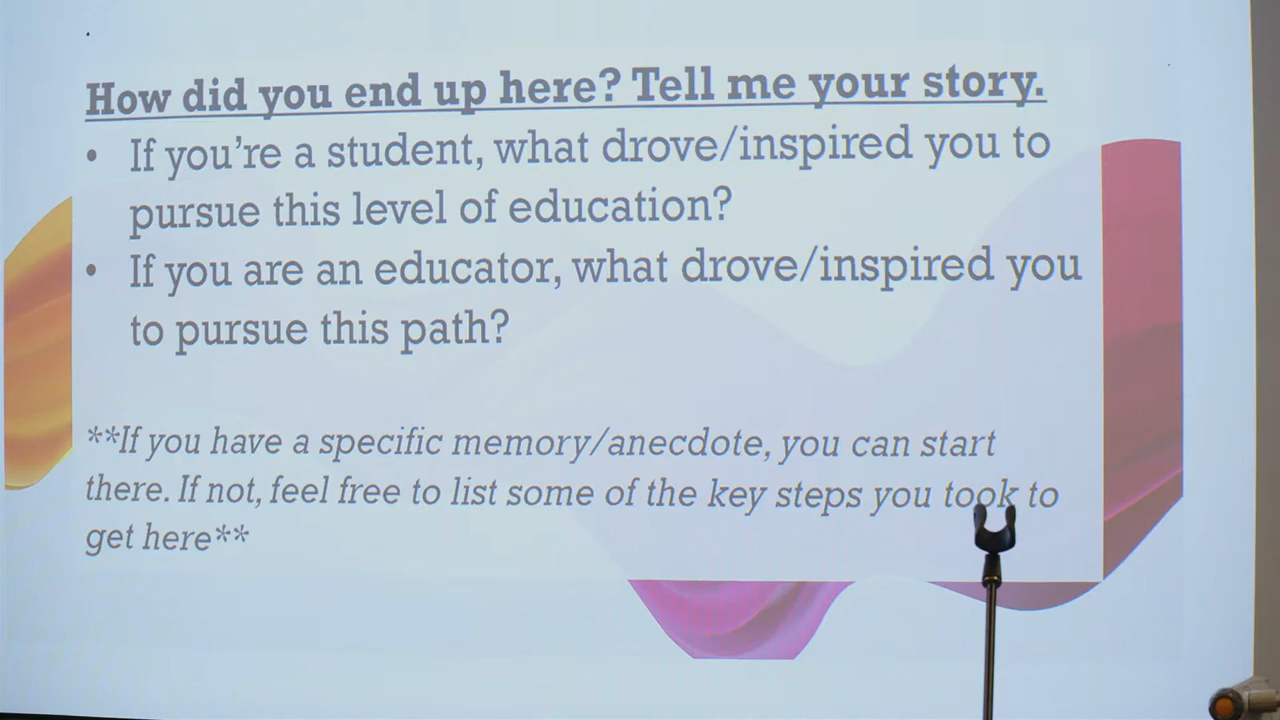 How did you end up here? Tell me your story.
• If you're a student, what drove/inspired you to
pursue this level of education?
• If you are an educator, what drove/inspired you
to pursue this path?
**If you have a specific memory/anecdote, you can start
there. If not, feel free to list some of the key steps you took to
get here**